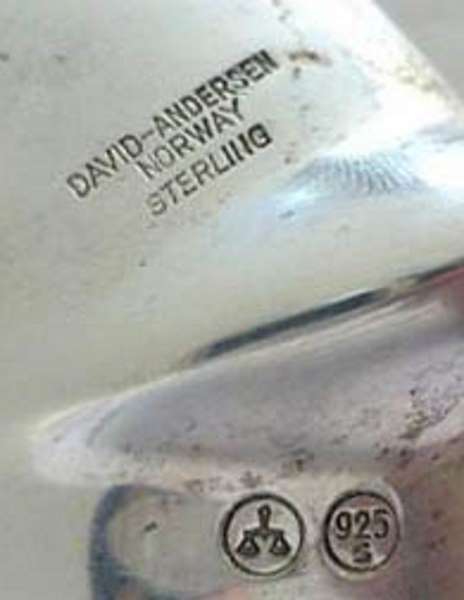 DAVID-ANDERSEN
NORWAY
STERLING
925
S